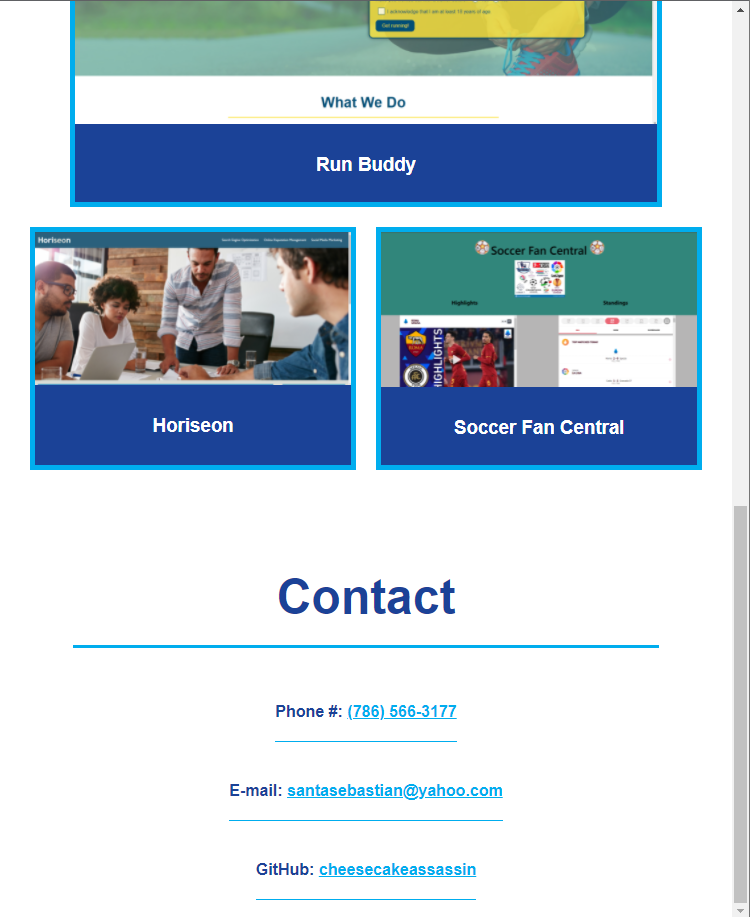 I acknowledge that I am at least 18 years of age.
Get running!
What We Do
Run Buddy
Horiseon
Search Engine Optimization Online Reputation Management Social Media Marketing
Horiseon
Soccer Fan Central
Highlights Standings
HIGHLIGHTS
Soccer Fan Central
Contact
Phone #: (786) 566-3177
E-mail: santasebastian@yahoo.com
GitHub: cheesecakeassassin